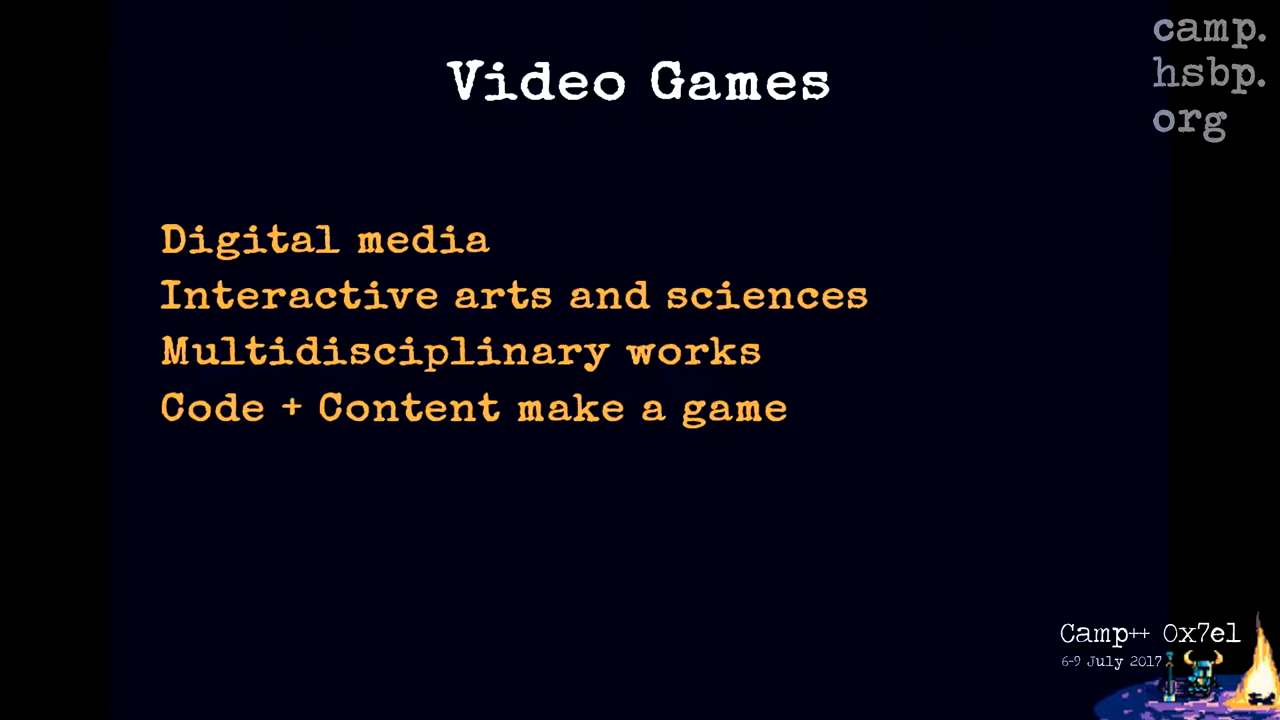 Video Games
camp.
hsbp.
org
Digital media
Interactive arts and sciences
Multidisciplinary works
Code + Content make a game
Camp++ 0x7e1
6-9 July 2017